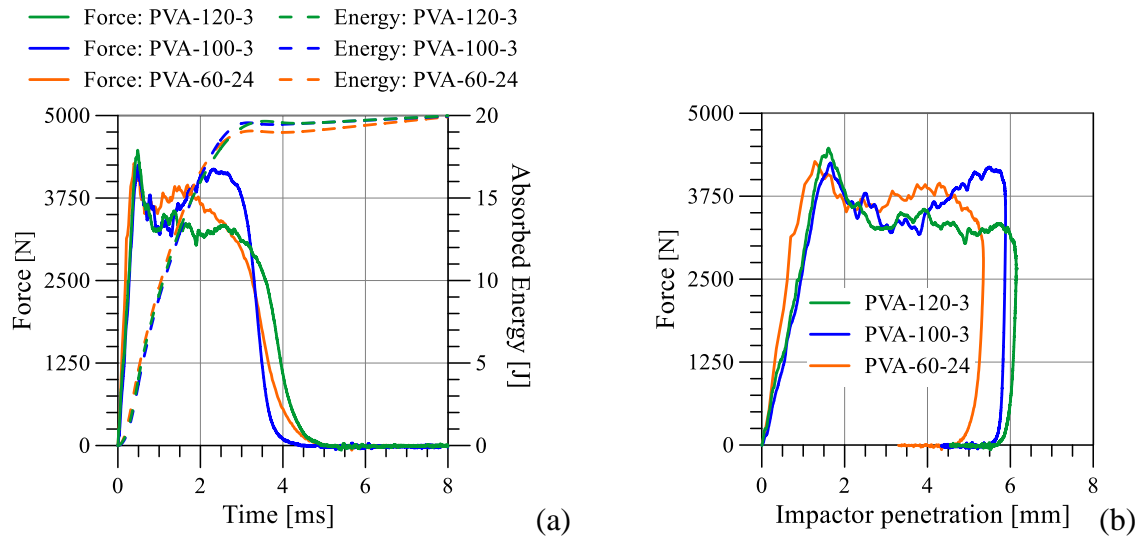 Force: PVA-120-3 Energy: PVA-120-3
Force: PVA-100-3 Energy: PVA-100-3
Force: PVA-60-24 Energy: PVA-60-24
5000 20
3750 15
2500 10
1250 5
0 0
0 2 4 6 8
Force [N]
Absorbed Energy [J]
Time [ms]
(a)
5000
3750
2500
1250
0
0 2 4 6 8
Force [N]
PVA-120-3
PVA-100-3
PVA-60-24
Impactor penetration [mm]
(b)